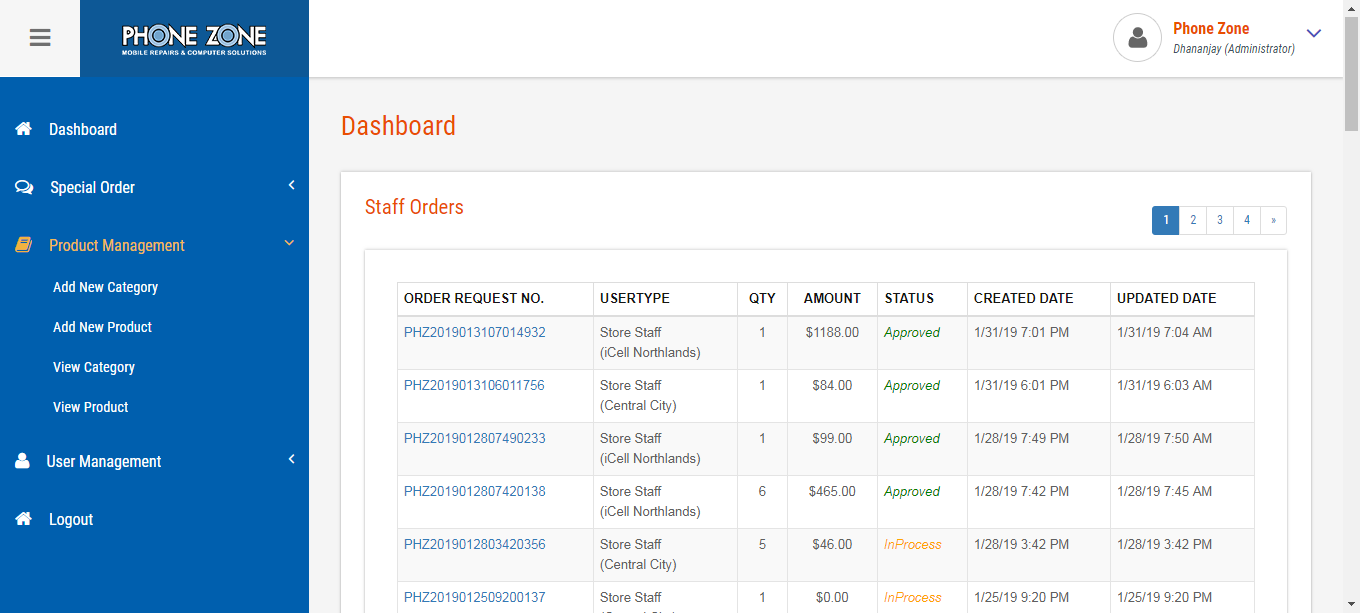 PHONE ZONE
MOBILE REPAIRS & COMPUTER SOLUTIONS
Phone Zone
Dhananjay (Administrator)
Dashboard
Special Order
Product Management
Add New Category
Add New Product
View Category
View Product
User Management
Logout
Dashboard
Staff Orders
1 2 3 4 »
ORDER REQUEST NO. USERTYPE QTY AMOUNT STATUS CREATED DATE UPDATED DATE
PHZ2019013107014932 Store Staff 1 $1188.00 Approved 1/31/19 7:01 PM 1/31/19 7:04 AM
(iCell Northlands)
PHZ2019013106011756 Store Staff 1 $84.00 Approved 1/31/19 6:01 PM 1/31/19 6:03 AM
(Central City)
PHZ2019012807490233 Store Staff 1 $99.00 Approved 1/28/19 7:49 PM 1/28/19 7:50 AM
(iCell Northlands)
PHZ2019012807420138 Store Staff 6 $465.00 Approved 1/28/19 7:42 PM 1/28/19 7:45 AM
(iCell Northlands)
PHZ2019012803420356 Store Staff 5 $46.00 InProcess 1/28/19 3:42 PM 1/28/19 3:42 PM
(Central City)
PHZ2019012509200137 Store Staff 1 $0.00 InProcess 1/25/19 9:20 PM 1/25/19 9:20 PM